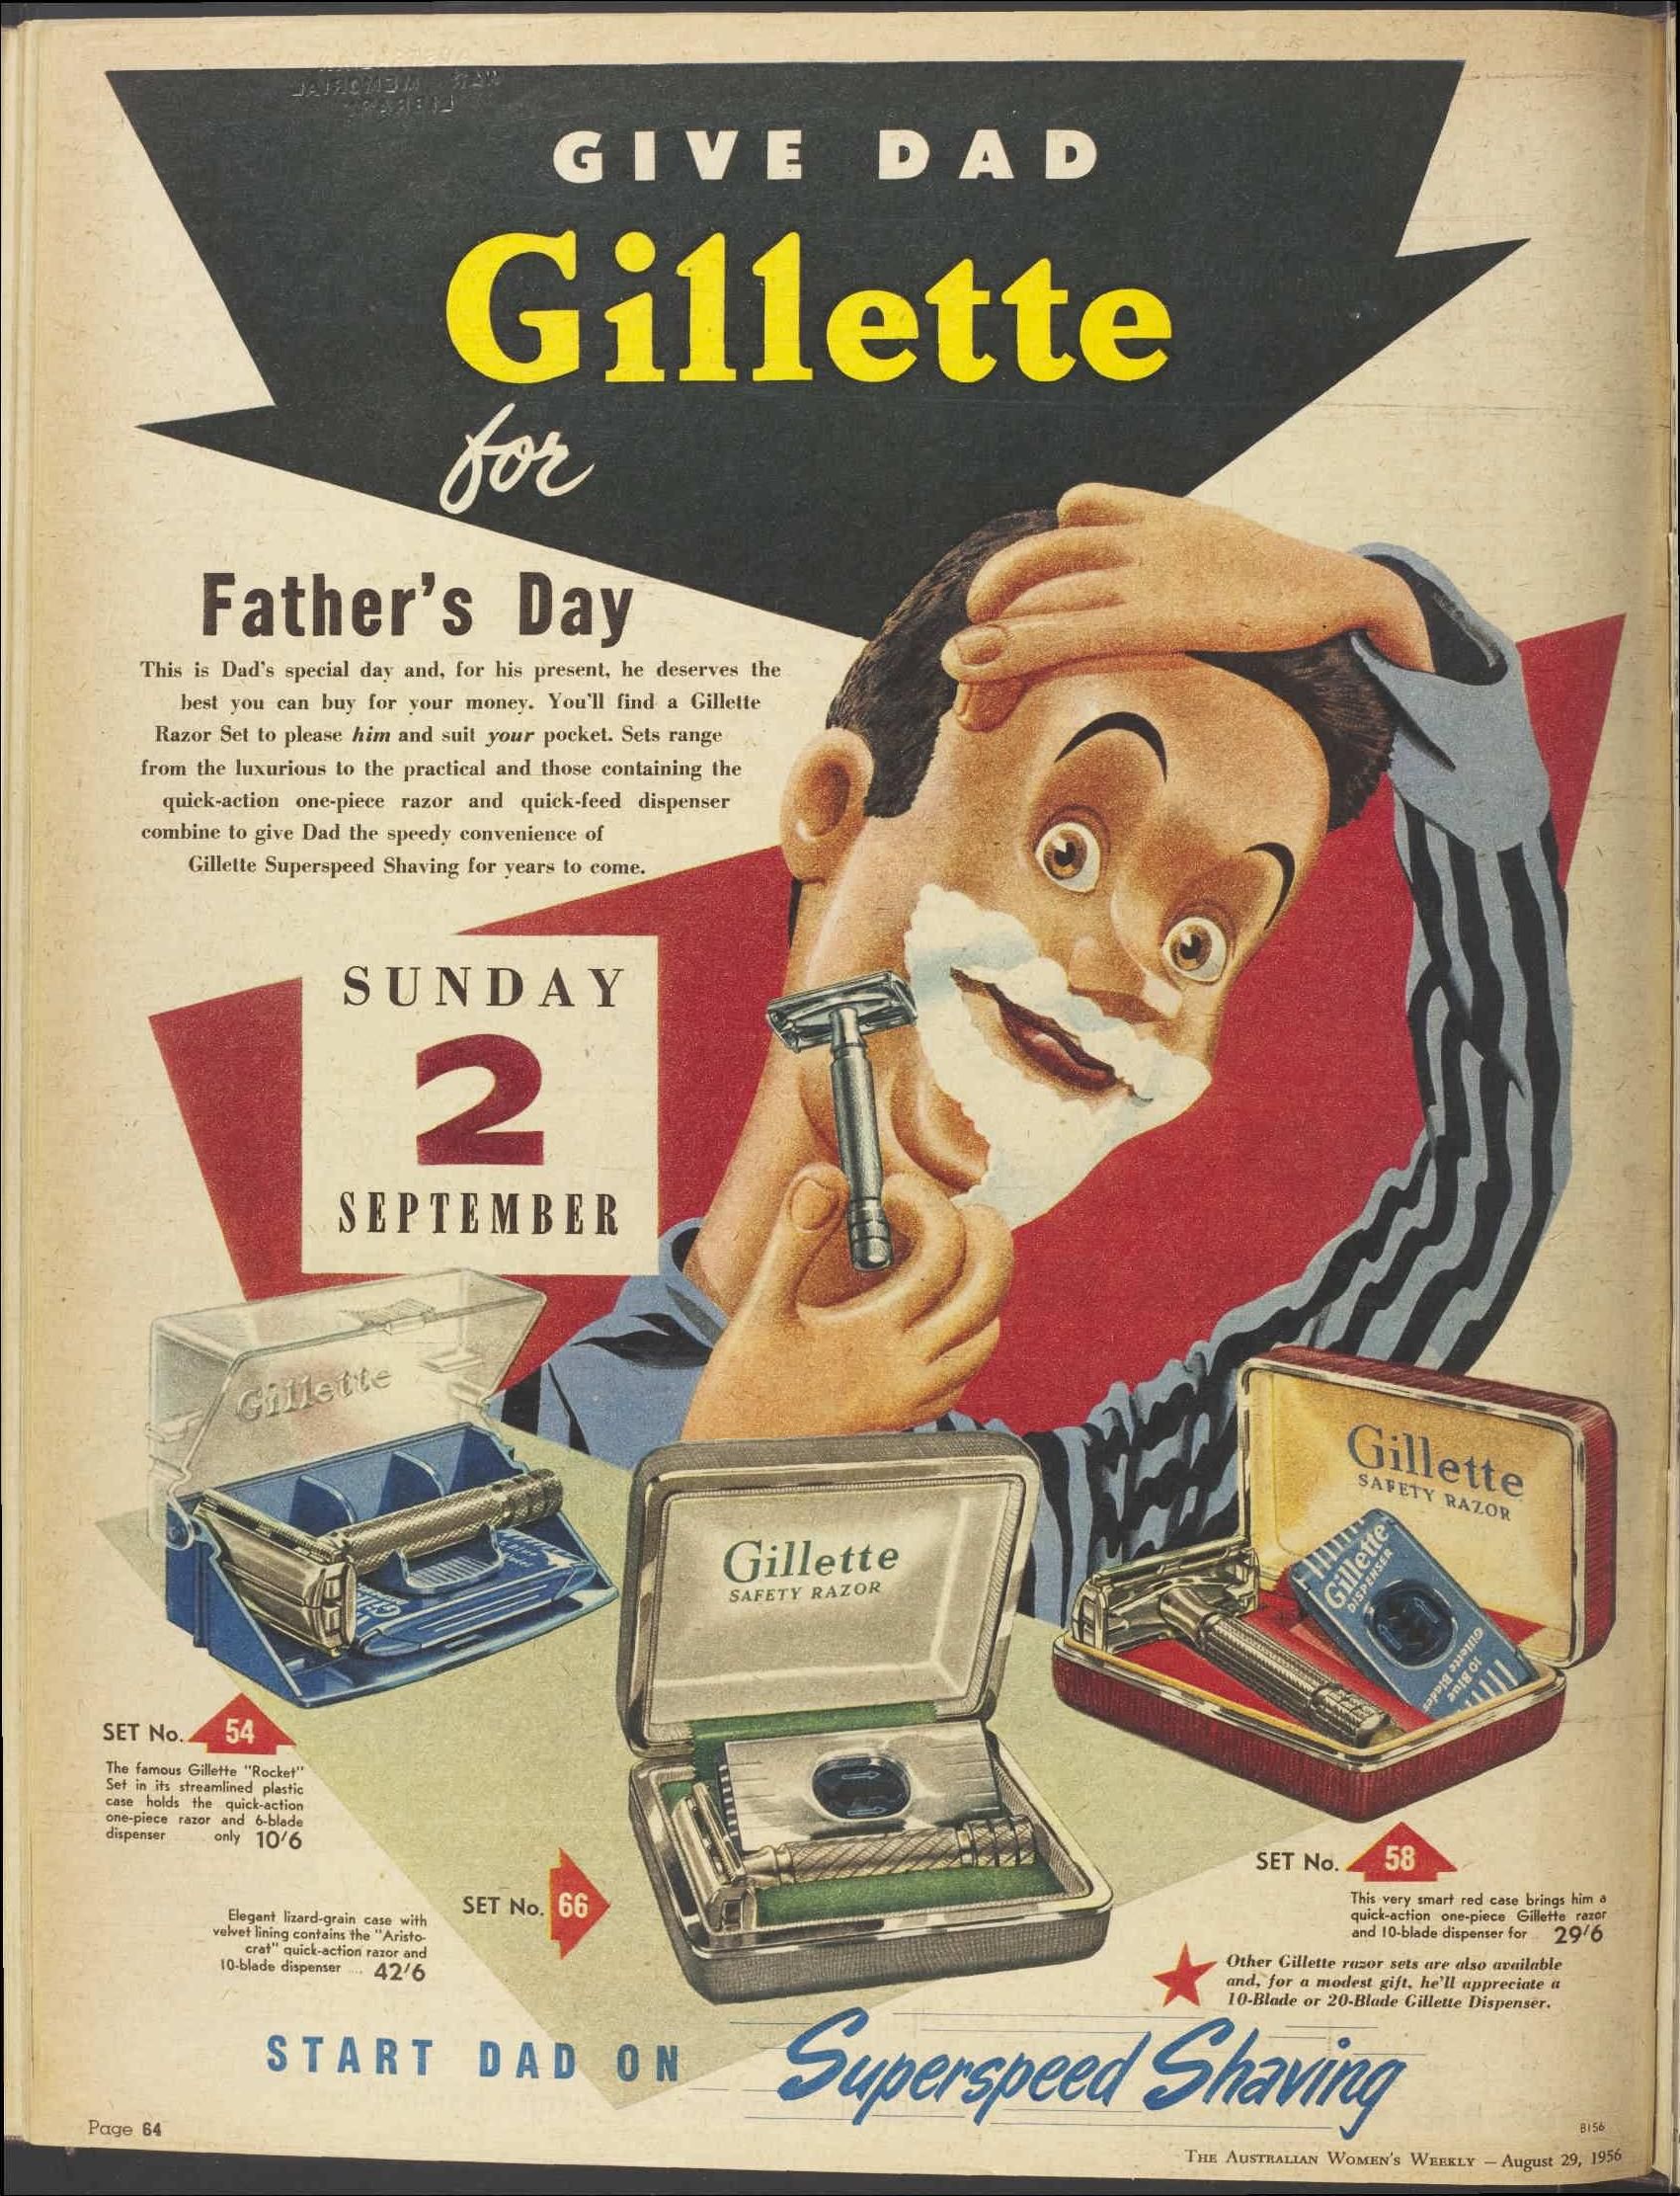 GIVE DAD
Gillette
for
Father's Day
This is Dad's special day and, for his present, he deserves the
best you can buy for your money. You'll find a Gillette
Razor Set to please him and suit your pocket. Sets range
from the luxurious to the practical and those containing the
quick-action one-piece razor and quick-feed dispenser
combine to give Dad the speedy convenience of
Gillette Superspeed Shaving for years to come.
SUNDAY
2
SEPTEMBER
Gillette
Gillette
SAFETY RAZOR
Gillette
SAFETY RAZOR
Gillette
DISPENSER
10 Blue
Gillette Blades
SET No. 54
The famous Gillette "Rocket"
Set in its streamlined plastic
case holds the quick-action
one-piece razor and 6-blade
dispenser only 10/6
SET No. 66
Elegant lizard-grain case with
velvet lining contains the "Aristo-
crat" quick-action razor and
10-blade dispenser .... 42/6
SET No. 58
This very smart red case brings him a
quick-action one-piece Gillette razor
and 10-blade dispenser for 29/6
Other Gillette razor sets are also available
and, for a modest gift, he'll appreciate a
10-Blade or 20-Blade Gillette Dispenser.
START DAD ON Superspeed Shaving
Page 64
B156
THE AUSTRALIAN WOMEN'S WEEKLY — August 29, 1956